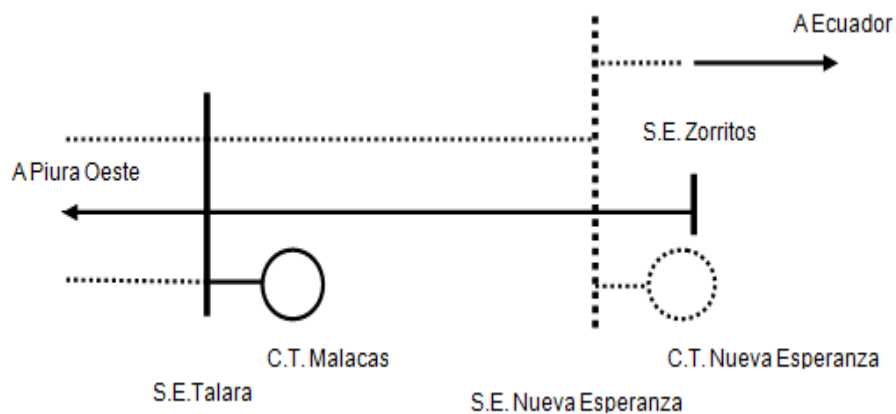 A Ecuador
S.E. Zorritos
A Piura Oeste
C.T. Malacas
C.T. Nueva Esperanza
S.E.Talara
S.E. Nueva Esperanza